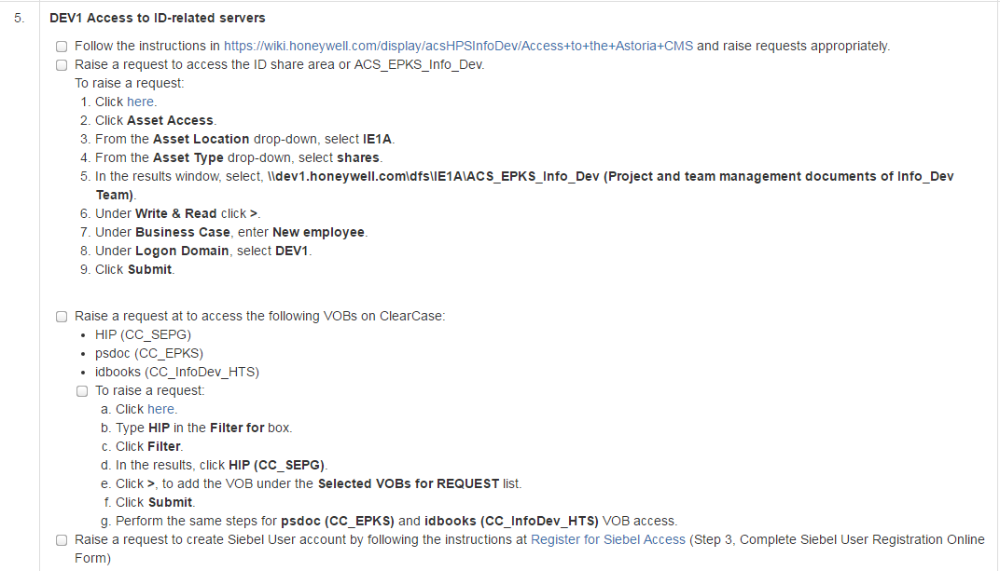 5. DEV1 Access to ID-related servers
Follow the instructions in https://wiki.honeywell.com/display/acsHPSInfoDev/Access+to+the+Astoria+CMS and raise requests appropriately.
Raise a request to access the ID share area or ACS_EPKS_Info_Dev.
To raise a request:
1. Click here.
2. Click Asset Access.
3. From the Asset Location drop-down, select IE1A.
4. From the Asset Type drop-down, select shares.
5. In the results window, select, \\dev1.honeywell.com\dfs\IE1A\ACS_EPKS_Info_Dev (Project and team management documents of Info_Dev
Team).
6. Under Write & Read click >.
7. Under Business Case, enter New employee.
8. Under Logon Domain, select DEV1.
9. Click Submit.
Raise a request at to access the following VOBs on ClearCase:
• HIP (CC_SEPG)
• psdoc (CC_EPKS)
• idbooks (CC_InfoDev_HTS)
To raise a request:
a. Click here.
b. Type HIP in the Filter for box.
c. Click Filter.
d. In the results, click HIP (CC_SEPG).
e. Click >, to add the VOB under the Selected VOBs for REQUEST list.
f. Click Submit.
g. Perform the same steps for psdoc (CC_EPKS) and idbooks (CC_InfoDev_HTS) VOB access.
Raise a request to create Siebel User account by following the instructions at Register for Siebel Access (Step 3, Complete Siebel User Registration Online
Form)